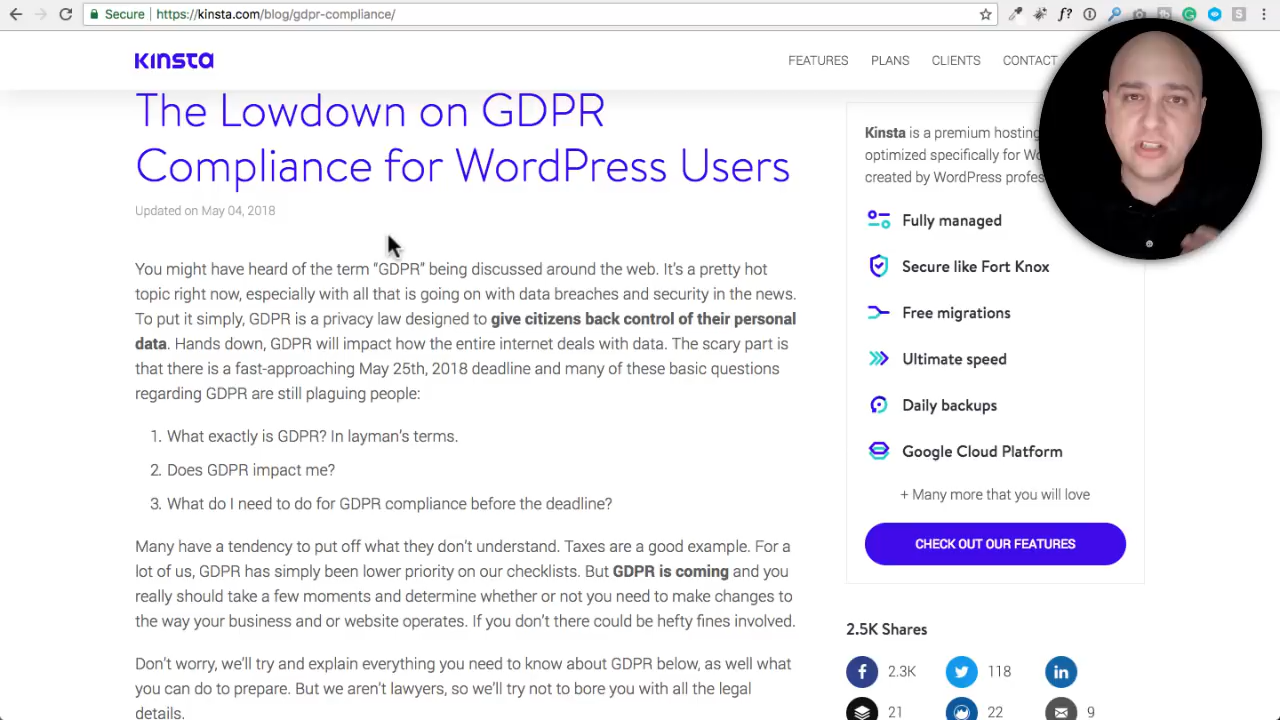 Secure
https://kinsta.com/blog/gdpr-compliance/
KINSTA
FEATURES
PLANS
CLIENTS
CONTACT
The Lowdown on GDPR
Compliance for WordPress Users
Updated on May 04, 2018
You might have heard of the term “GDPR” being discussed around the web. It’s a pretty hot
topic right now, especially with all that is going on with data breaches and security in the news.
To put it simply, GDPR is a privacy law designed to give citizens back control of their personal
data. Hands down, GDPR will impact how the entire internet deals with data. The scary part is
that there is a fast-approaching May 25th, 2018 deadline and many of these basic questions
regarding GDPR are still plaguing people:
1. What exactly is GDPR? In layman’s terms.
2. Does GDPR impact me?
3. What do I need to do for GDPR compliance before the deadline?
Many have a tendency to put off what they don’t understand. Taxes are a good example. For a
lot of us, GDPR has simply been lower priority on our checklists. But GDPR is coming and you
really should take a few moments and determine whether or not you need to make changes to
the way your business and or website operates. If you don’t there could be hefty fines involved.
Don’t worry, we’ll try and explain everything you need to know about GDPR below, as well what
you can do to prepare. But we aren’t lawyers, so we’ll try not to bore you with all the legal
details.
Kinsta is a premium hosting
optimized specifically for
created by WordPress
Fully managed
Secure like Fort Knox
Free migrations
Ultimate speed
Daily backups
Google Cloud Platform
+ Many more that you will love
CHECK OUT OUR FEATURES
2.5K Shares
2.3K
118
21
22
9